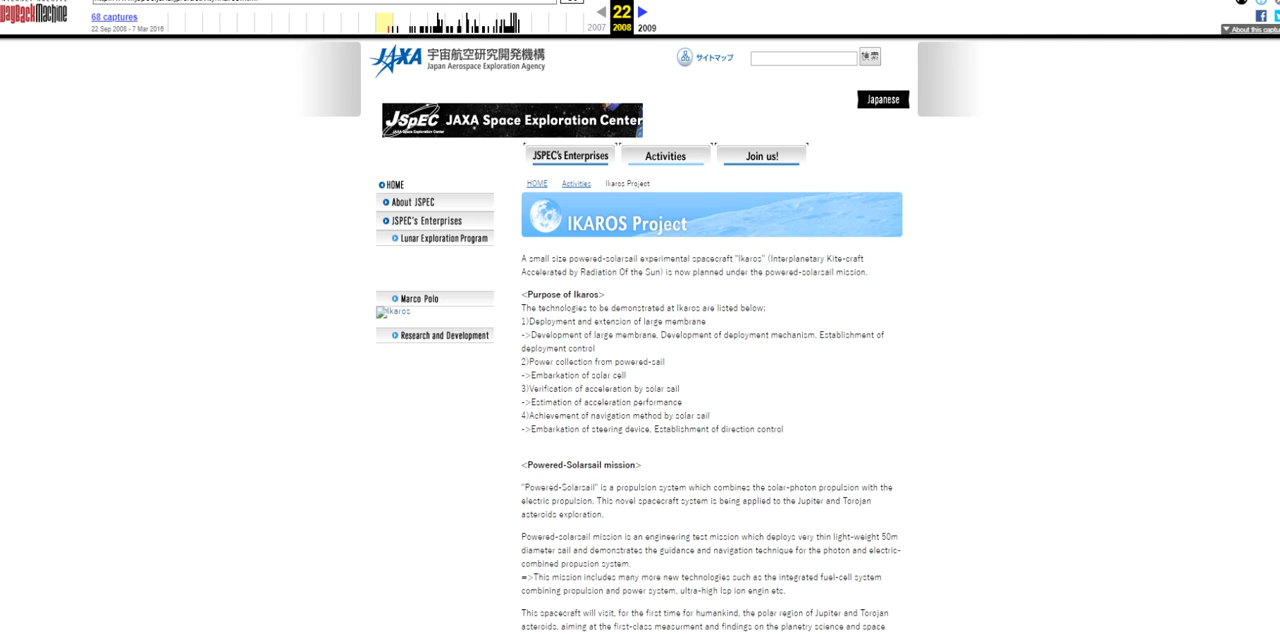 WayBackMachine
68 captures
22 Sep 2008 - 7 Mar 2016
2007
22
2008
2009
About this captu
JAXA 宇宙航空研究開発機構
Japan Aerospace Exploration Agency
サイトマップ
検索
Japanese
JSPEC JAXA Space Exploration Center
JSPEC's Enterprises
Activities
Join us!
HOME
About JSPEC
JSPEC's Enterprises
Lunar Exploration Program
Marco Polo
Ikaros
Research and Development
HOME Activities Ikaros Project
IKAROS Project
A small size powered-solarsail experimental spacecraft "Ikaros" (Interplanetary Kite-craft
Accelerated by Radiation Of the Sun) is now planned under the powered-solarsail mission.
<Purpose of Ikaros>
The technologies to be demonstrated at Ikaros are listed below:
1)Deployment and extension of large membrane
->Development of large membrane, Development of deployment mechanism, Establishment of
deployment control
2)Power collection from powered-sail
->Embarkation of solar cell
3)Verification of acceleration by solar sail
->Estimation of acceleration performance
4)Achievement of navigation method by solar sail
->Embarkation of steering device, Establishment of direction control
<Powered-Solarsail mission>
"Powered-Solarsail" is a propulsion system which combines the solar-photon propulsion with the
electric propulsion. This novel spacecraft system is being applied to the Jupiter and Torojan
asteroids exploration.
Powered-solarsail mission is an engineering test mission which deploys very thin light-weight 50m
diameter sail and demonstrates the guidance and navigation technique for the photon and electric-
combined propusion system.
=>This mission includes many more new technologies such as the integrated fuel-cell system
combining propulsion and power system, ultra-high Isp ion engin etc.
This spacecraft will visit, for the first time for humankind, the polar region of Jupiter and Torojan
asteroids, aiming at the first-class measurment and findings on the planetry science and space